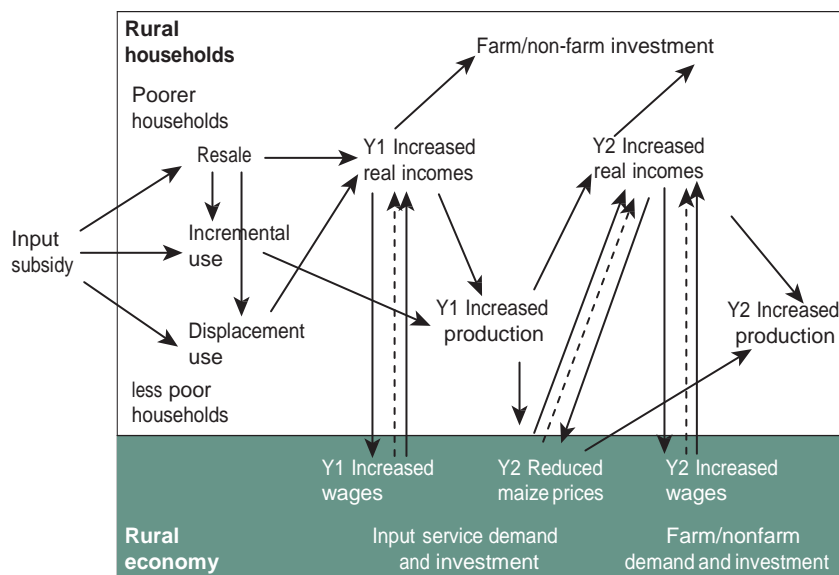 Rural
households
Farm/non-farm investment
Poorer
households
Resale
Y1 Increased
real incomes
Y2 Increased
real incomes
Input
subsidy
Incremental
use
Displacement
use
Y1 Increased
production
Y2 Increased
production
less poor
households
Y1 Increased
wages
Y2 Reduced
maize prices
Y2 Increased
wages
Rural
economy
Input service demand
and investment
Farm/nonfarm
demand and investment